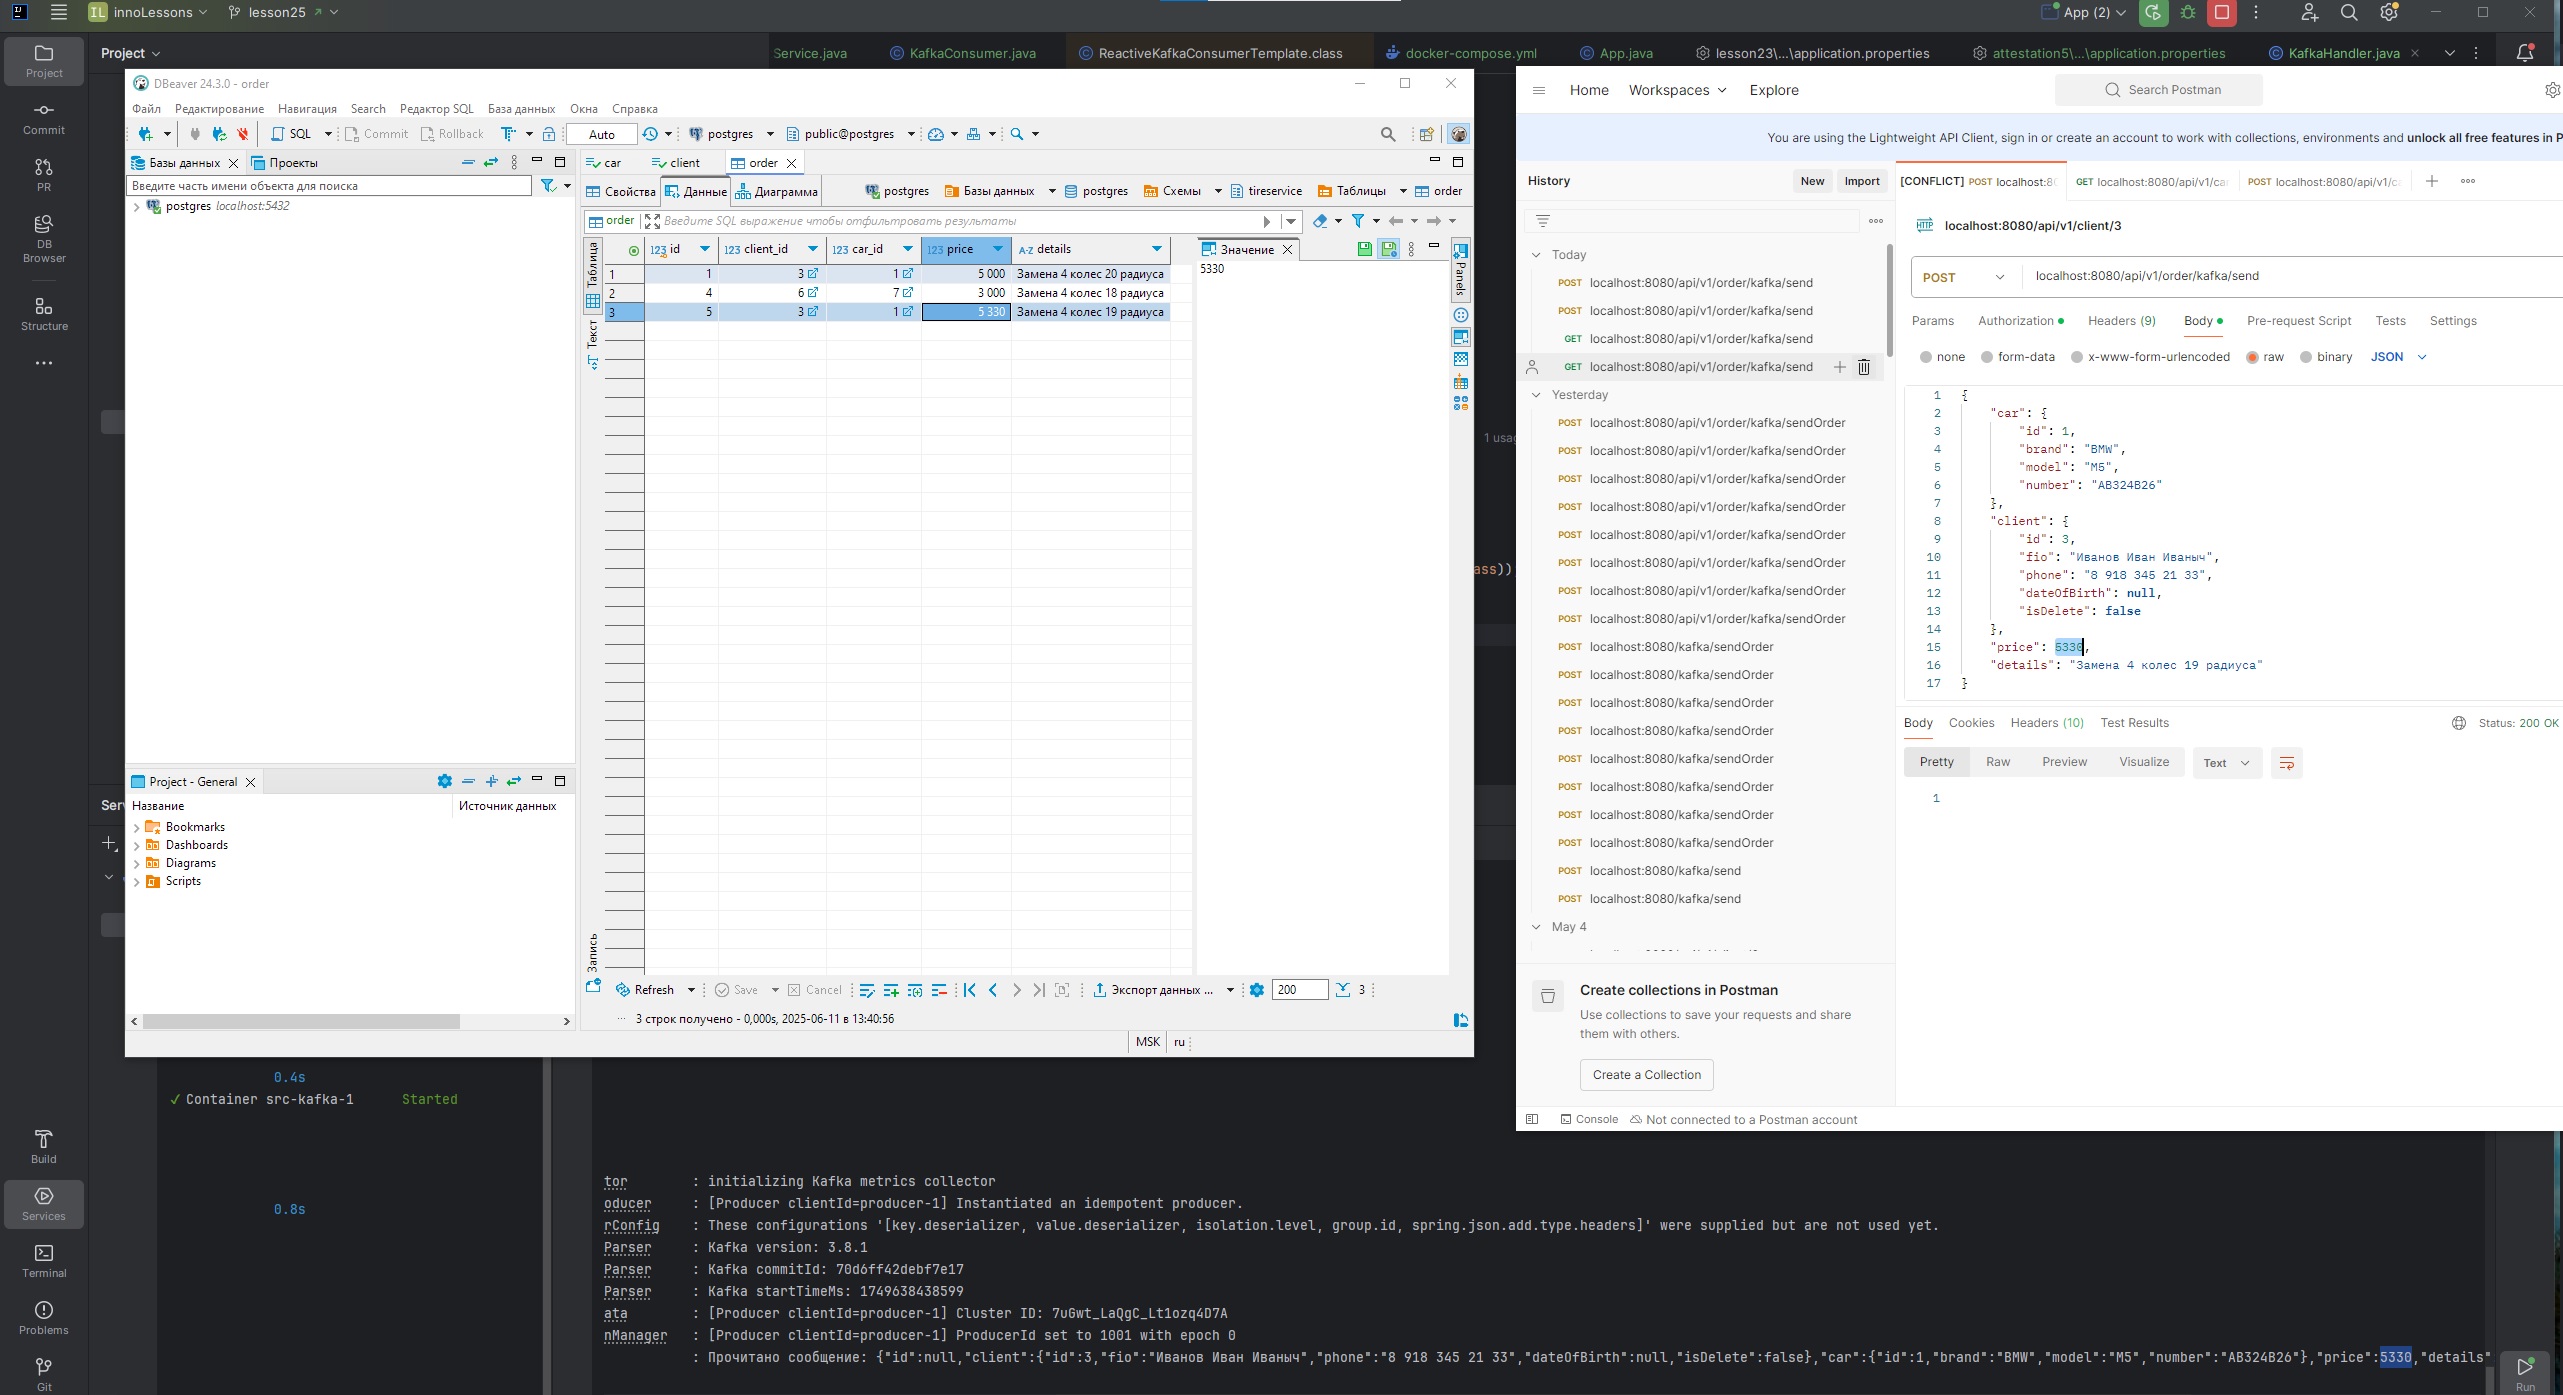 innoLessons
lesson25
App (2)
Project
Service.java
KafkaConsumer.java
ReactiveKafkaConsumerTemplate.class
docker-compose.yml
App.java
lesson23\...\application.properties
attestation5\...\application.properties
KafkaHandler.java
Project
Commit
PR
DB Browser
Structure
Build
Services
Terminal
Problems
Git
DBeaver 24.3.0 - order
Файл Редактирование Навигация Search Редактор SQL База данных Окна Справка
SQL Commit Rollback Auto postgres public@postgres
Базы данных Проекты
Введите часть имени объекта для поиска
postgres localhost:5432
Project - General
Название Источник данных
Bookmarks
Dashboards
Diagrams
Scripts
car client order
Свойства Данные Диаграмма postgres Базы данных postgres Схемы tireservice Таблицы order
order Введите SQL выражение чтобы отфильтровать результаты
Таблица
Текст
Запись
123 id 123 client_id 123 car_id 123 price A-Z details
1 1 3 1 5 000 Замена 4 колес 20 радиуса
2 4 6 7 3 000 Замена 4 колес 18 радиуса
3 5 3 1 5 330 Замена 4 колес 19 радиуса
Значение
5330
Panels
Refresh Save Cancel Экспорт данных ... 200 3
3 строк получено - 0,000s, 2025-06-11 в 13:40:56
MSK ru
1 usag
ass))
Ser
Home Workspaces Explore
Search Postman
You are using the Lightweight API Client, sign in or create an account to work with collections, environments and unlock all free features in P
History New Import
Today
POST localhost:8080/api/v1/order/kafka/send
POST localhost:8080/api/v1/order/kafka/send
GET localhost:8080/api/v1/order/kafka/send
GET localhost:8080/api/v1/order/kafka/send
Yesterday
POST localhost:8080/api/v1/order/kafka/sendOrder
POST localhost:8080/api/v1/order/kafka/sendOrder
POST localhost:8080/api/v1/order/kafka/sendOrder
POST localhost:8080/api/v1/order/kafka/sendOrder
POST localhost:8080/api/v1/order/kafka/sendOrder
POST localhost:8080/api/v1/order/kafka/sendOrder
POST localhost:8080/api/v1/order/kafka/sendOrder
POST localhost:8080/api/v1/order/kafka/sendOrder
POST localhost:8080/kafka/sendOrder
POST localhost:8080/kafka/sendOrder
POST localhost:8080/kafka/sendOrder
POST localhost:8080/kafka/sendOrder
POST localhost:8080/kafka/sendOrder
POST localhost:8080/kafka/sendOrder
POST localhost:8080/kafka/sendOrder
POST localhost:8080/kafka/sendOrder
POST localhost:8080/kafka/send
POST localhost:8080/kafka/send
May 4
Create collections in Postman
Use collections to save your requests and share
them with others.
Create a Collection
Console Not connected to a Postman account
[CONFLICT] POST localhost:80 GET localhost:8080/api/v1/ca POST localhost:8080/api/v1/c
HTTP localhost:8080/api/v1/client/3
POST localhost:8080/api/v1/order/kafka/send
Params Authorization Headers (9) Body Pre-request Script Tests Settings
none form-data x-www-form-urlencoded raw binary JSON
1 {
2 "car": {
3 "id": 1,
4 "brand": "BMW",
5 "model": "M5",
6 "number": "AB324B26"
7 },
8 "client": {
9 "id": 3,
10 "fio": "Иванов Иван Иваныч",
11 "phone": "8 918 345 21 33",
12 "dateOfBirth": null,
13 "isDelete": false
14 },
15 "price": 5330,
16 "details": "Замена 4 колес 19 радиуса"
17 }
Body Cookies Headers (10) Test Results Status: 200 OK
Pretty Raw Preview Visualize Text
1
0.4s
✓ Container src-kafka-1 Started
0.8s
tor : initializing Kafka metrics collector
oducer : [Producer clientId=producer-1] Instantiated an idempotent producer.
rConfig : These configurations '[key.deserializer, value.deserializer, isolation.level, group.id, spring.json.add.type.headers]' were supplied but are not used yet.
Parser : Kafka version: 3.8.1
Parser : Kafka commitId: 70d6ff42debf7e17
Parser : Kafka startTimeMs: 1749638438599
ata : [Producer clientId=producer-1] Cluster ID: 7uGwt_LaQgC_Lt1ozq4D7A
nManager : [Producer clientId=producer-1] ProducerId set to 1001 with epoch 0
: Прочитано сообщение: {"id":null,"client":{"id":3,"fio":"Иванов Иван Иваныч","phone":"8 918 345 21 33","dateOfBirth":null,"isDelete":false},"car":{"id":1,"brand":"BMW","model":"M5","number":"AB324B26"},"price":5330,"details"
Run